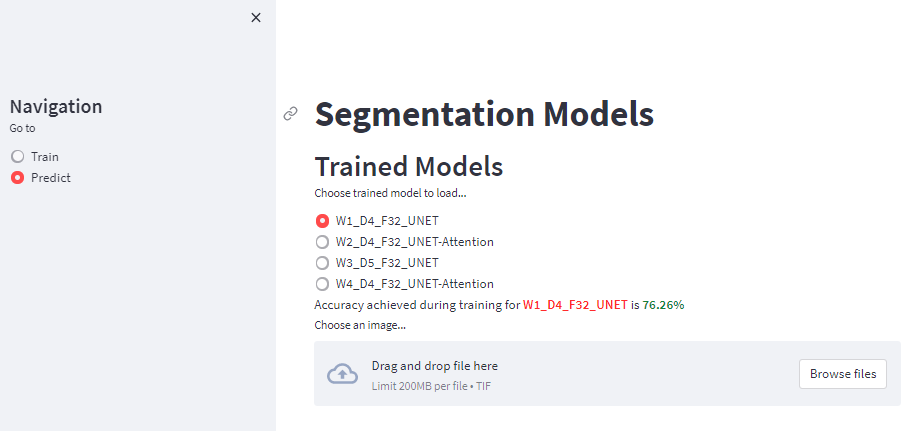 Navigation
Go to
Train
Predict
Segmentation Models
Trained Models
Choose trained model to load...
W1_D4_F32_UNET
W2_D4_F32_UNET-Attention
W3_D5_F32_UNET
W4_D4_F32_UNET-Attention
Accuracy achieved during training for W1_D4_F32_UNET is 76.26%
Choose an image...
Drag and drop file here
Limit 200MB per file • TIF
Browse files